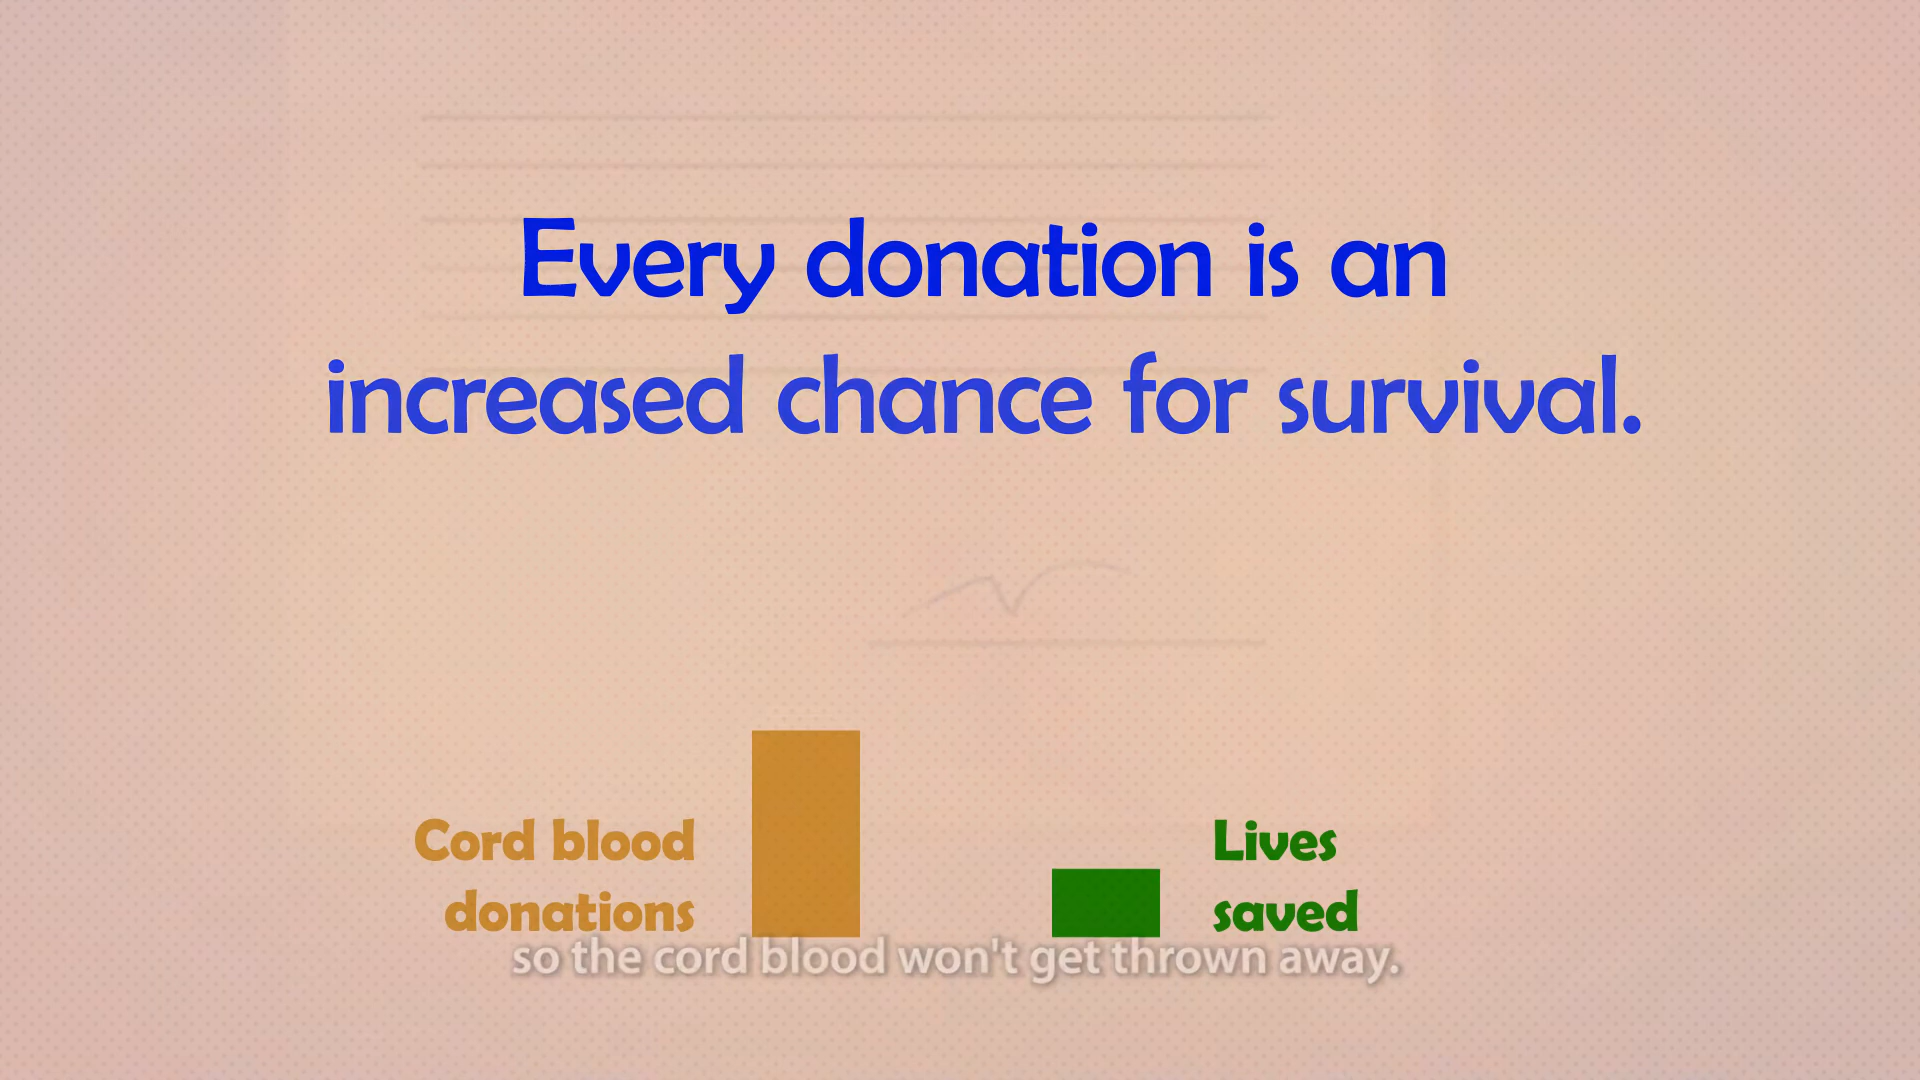 Every donation is an
increased chance for survival.
Cord blood
donations
Lives
saved
so the cord blood won't get thrown away.